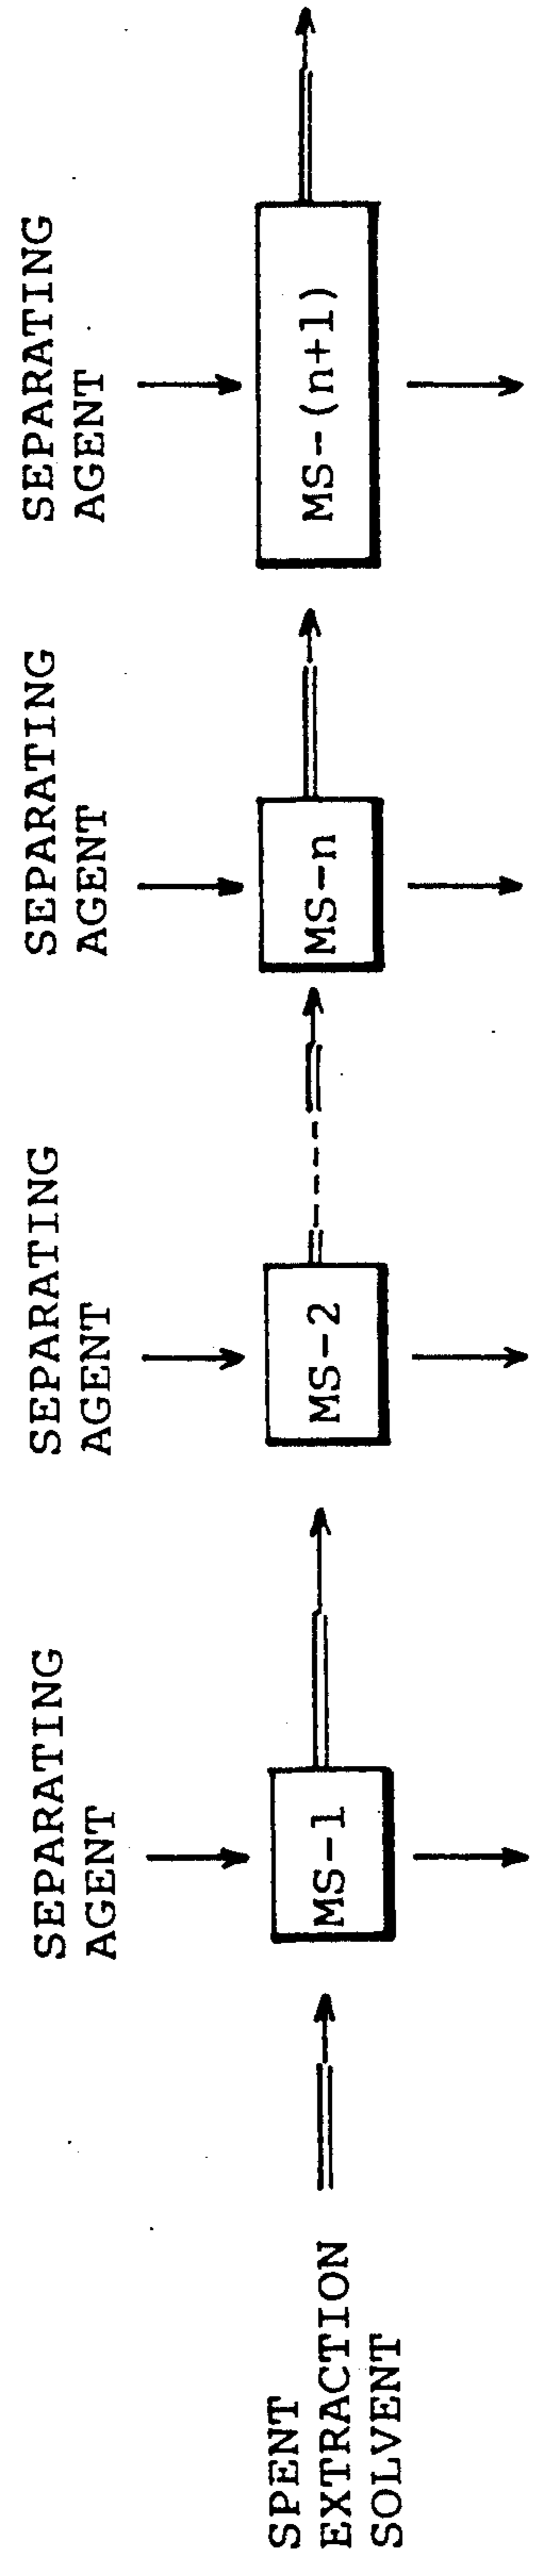 SPENT
EXTRACTION
SOLVENT
SEPARATING
AGENT
MS-1
SEPARATING
AGENT
MS-2
SEPARATING
AGENT
MS-n
SEPARATING
AGENT
MS-(n+1)